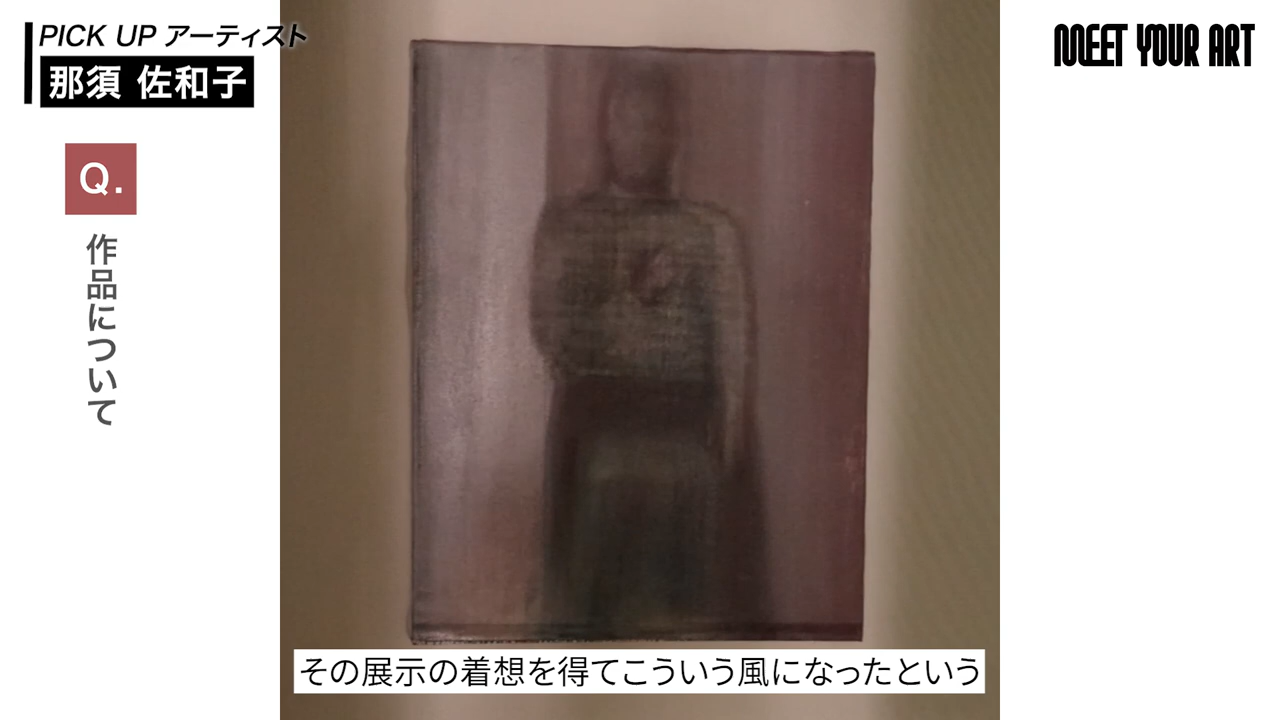 PICK UP アーティスト
那須 佐和子
MEET YOUR ART
Q.
作品について
その展示の着想を得てこういう風になったという